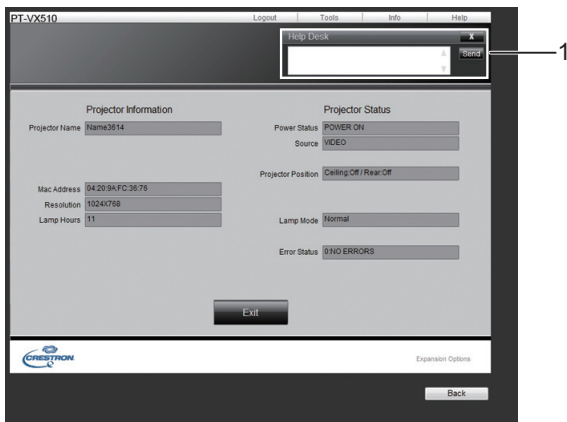 PT-VX510 Logout Tools Info Help
Help Desk X
Send
1
Projector Information Projector Status
Projector Name Name3614 Power Status POWER ON
Source VIDEO
Projector Position Ceiling:Off / Rear:Off
Mac Address 04:20:9A:FC:36:76
Resolution 1024X768
Lamp Hours 11 Lamp Mode Normal
Error Status 0:NO ERRORS
Exit
CRESTRON Expansion Options
Back